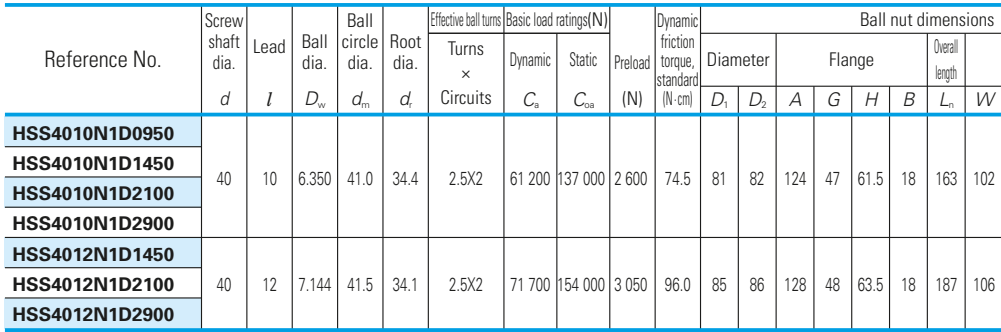 Reference No. Screw shaft dia. d Lead l Ball dia. Dw Ball circle dia. dm Root dia. dr Effective ball turns Turns × Circuits Basic load ratings(N) Dynamic Ca Static Coa Preload (N) Dynamic friction torque, standard (N·cm) Ball nut dimensions Diameter D1 D2 Flange A G H B Overall length Ln W
HSS4010N1D0950
HSS4010N1D1450
HSS4010N1D2100
40 10 6.350 41.0 34.4 2.5X2 61 200 137 000 2 600 74.5 81 82 124 47 61.5 18 163 102
HSS4010N1D2900
HSS4012N1D1450
HSS4012N1D2100 40 12 7.144 41.5 34.1 2.5X2 71 700 154 000 3 050 96.0 85 86 128 48 63.5 18 187 106
HSS4012N1D2900